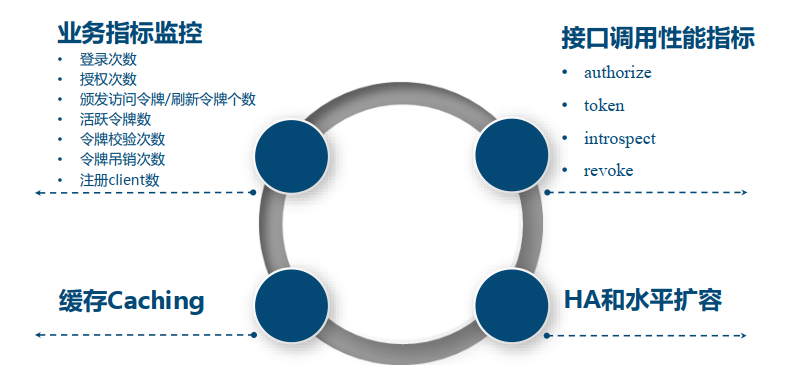 业务指标监控
• 登录次数
• 授权次数
• 颁发访问令牌/刷新令牌个数
• 活跃令牌数
• 令牌校验次数
• 令牌吊销次数
• 注册client数
接口调用性能指标
• authorize
• token
• introspect
• revoke
缓存Caching
HA和水平扩容